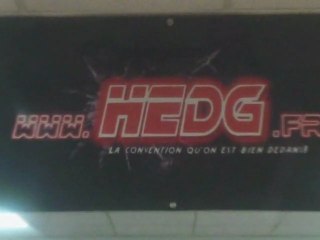 www.HEDG.FR
LA CONVENTION QU'ON EST BIEN DEDANS